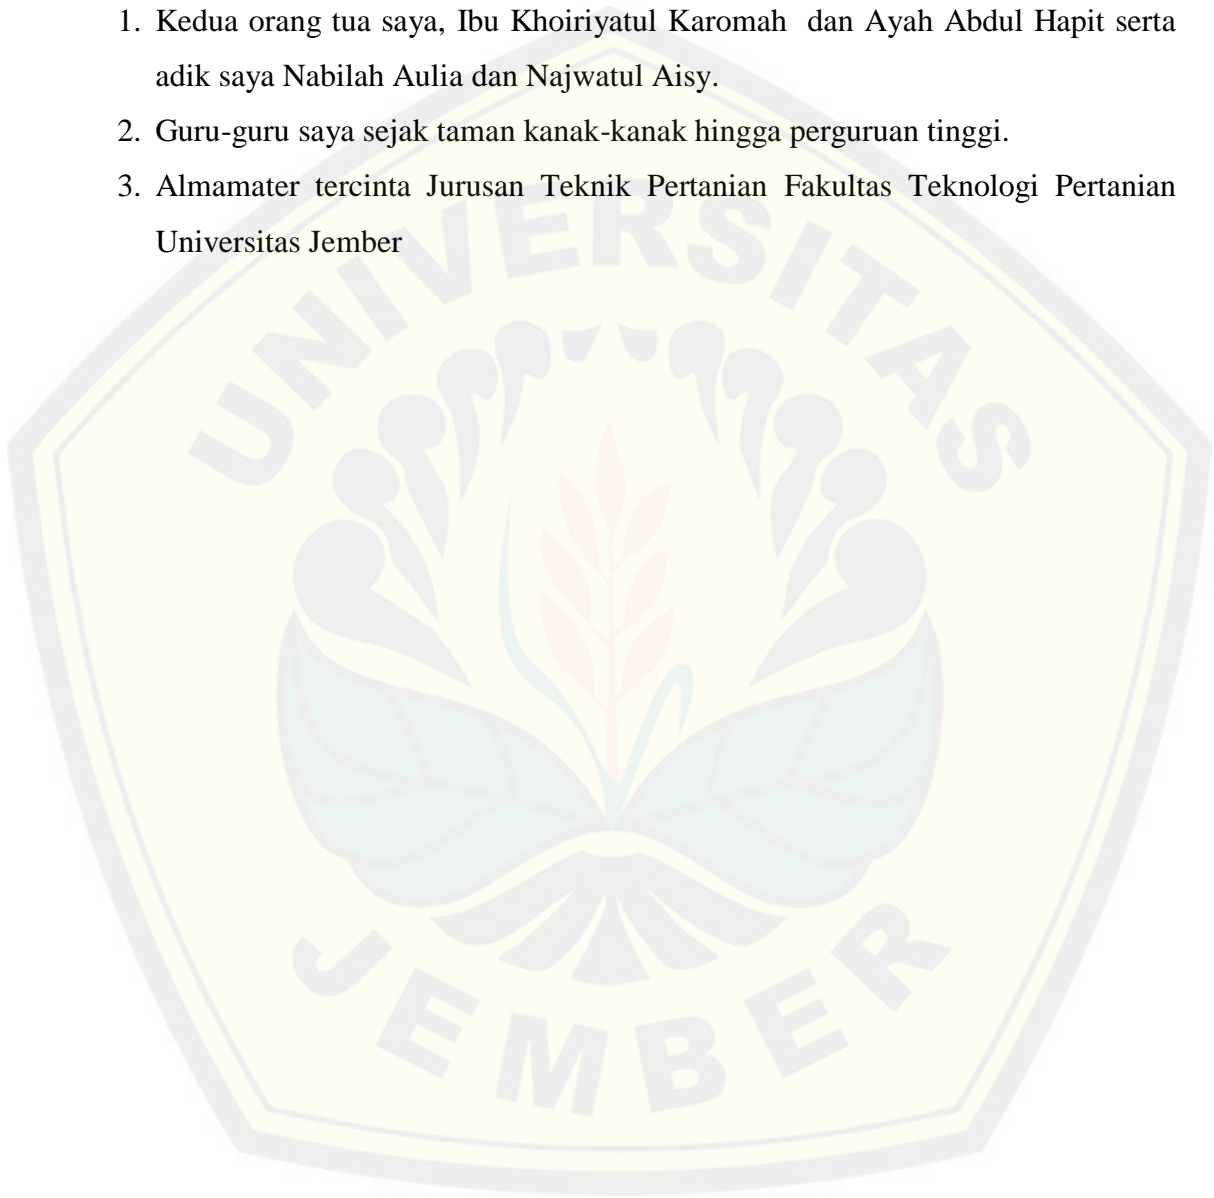 1. Kedua orang tua saya, Ibu Khoiriyatul Karomah dan Ayah Abdul Hapit serta
adik saya Nabilah Aulia dan Najwatul Aisy.
2. Guru-guru saya sejak taman kanak-kanak hingga perguruan tinggi.
3. Almamater tercinta Jurusan Teknik Pertanian Fakultas Teknologi Pertanian
Universitas Jember
UNIVERSITAS
JEMBER